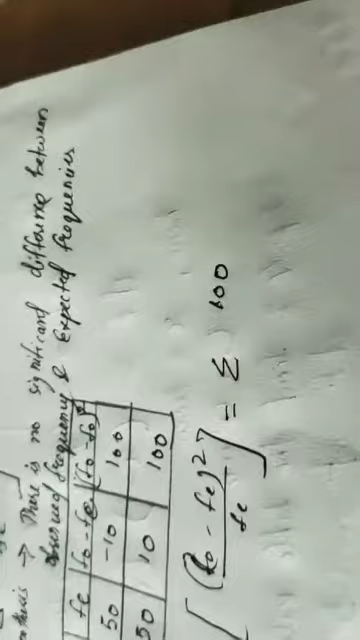 → There is no significant difference between
observed frequency & Expected frequencies
fe | fo - fe | (fo - fe)²
50 | -10 | 100
50 | 10 | 100
[(fo - fe)² / fe] = Σ 100